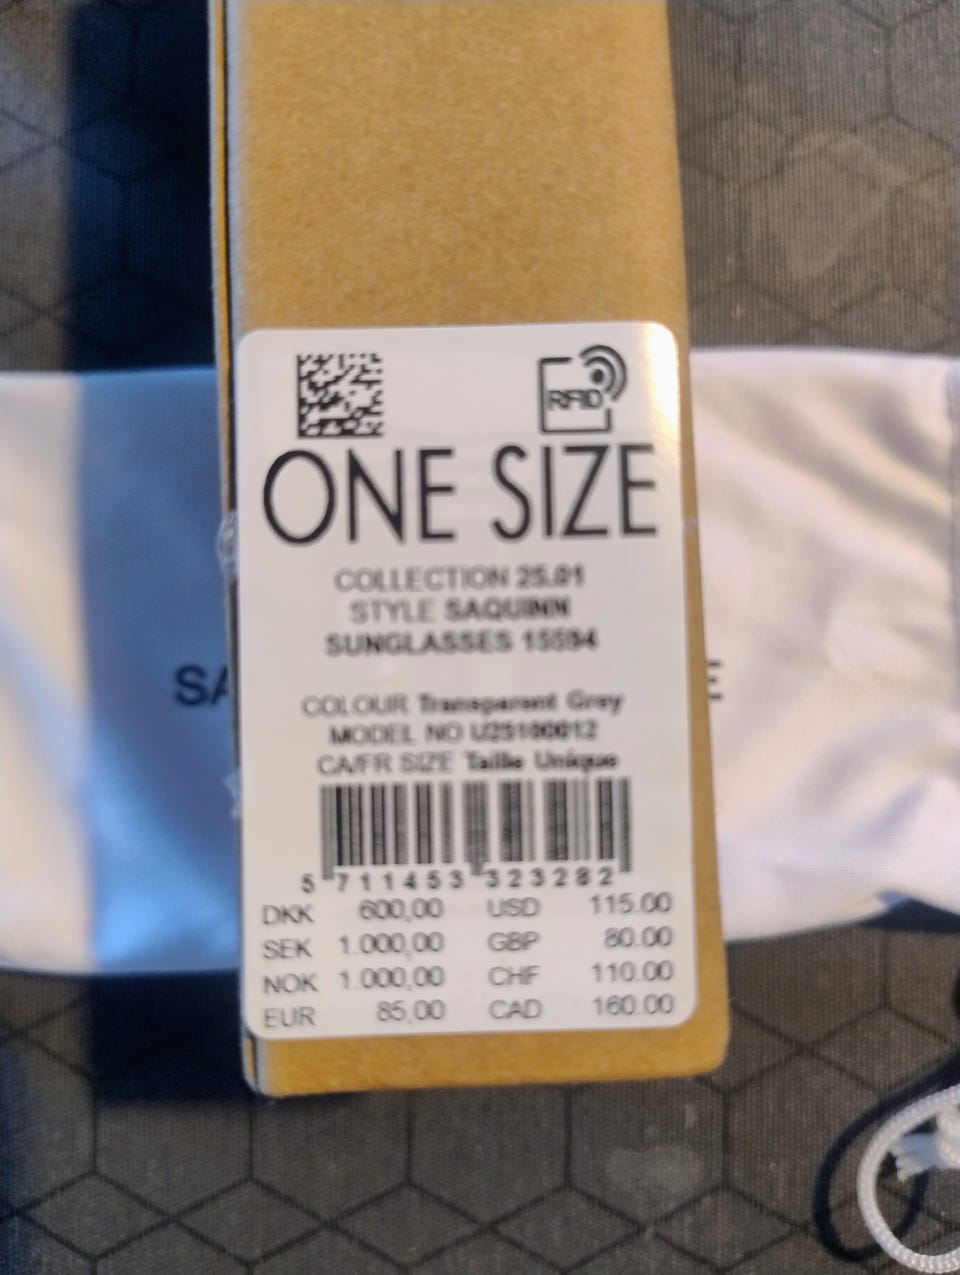 RFID
ONE SIZE
COLLECTION 25.01
STYLE SAQUINN
SUNGLASSES 15594
SA
E
COLOUR Transparent Grey
MODEL NO U25100012
CA/FR SIZE Taille Unique
5 711453 323282
DKK 600,00 USD 115.00
SEK 1.000,00 GBP 80.00
NOK 1.000,00 CHF 110.00
EUR 85,00 CAD 160.00